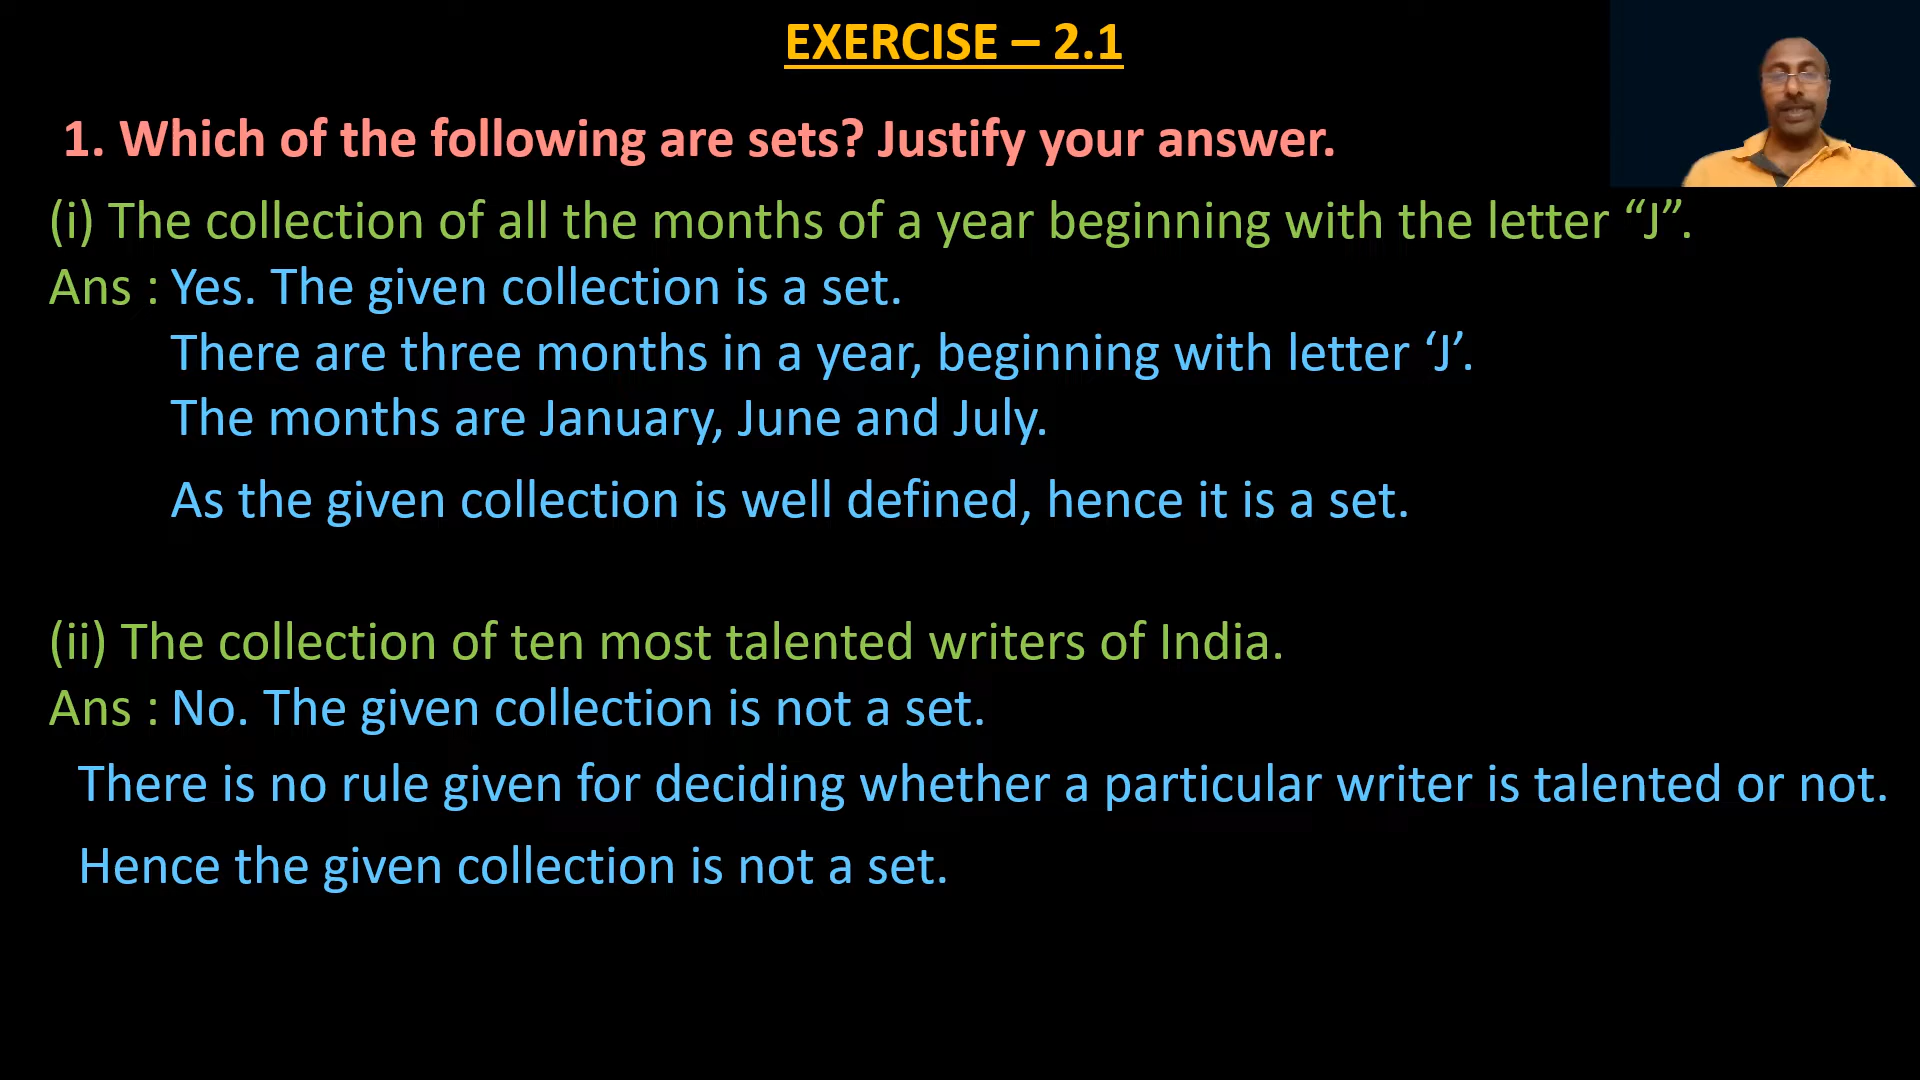 EXERCISE – 2.1
1. Which of the following are sets? Justify your answer.
(i) The collection of all the months of a year beginning with the letter “J”.
Ans : Yes. The given collection is a set.
There are three months in a year, beginning with letter ‘J’.
The months are January, June and July.
As the given collection is well defined, hence it is a set.
(ii) The collection of ten most talented writers of India.
Ans : No. The given collection is not a set.
There is no rule given for deciding whether a particular writer is talented or not.
Hence the given collection is not a set.